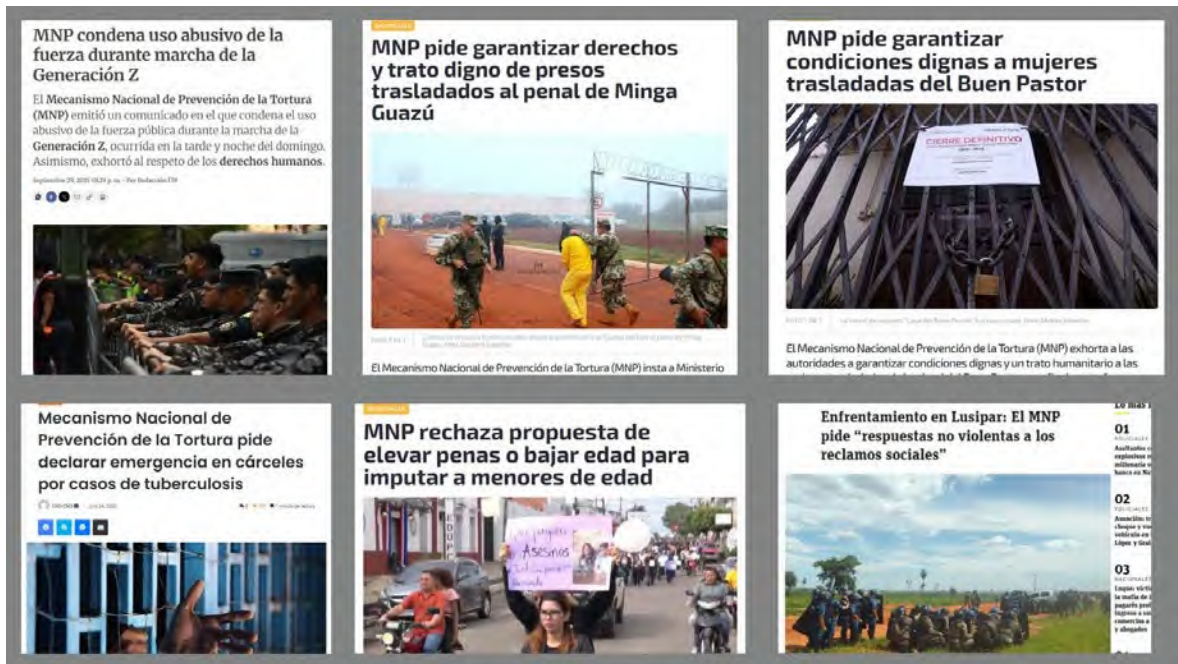 MNP condena uso abusivo de la
fuerza durante marcha de la
Generación Z
El Mecanismo Nacional de Prevención de la Tortura
(MNP) emitió un comunicado en el que condena el uso
abusivo de la fuerza pública durante la marcha de la
Generación Z, ocurrida en la tarde y noche del domingo.
Asimismo, exhortó al respeto de los derechos humanos.
MNP pide garantizar derechos
y trato digno de presos
trasladados al penal de Minga
Guazú
El Mecanismo Nacional de Prevención de la Tortura (MNP) insta a Ministerio
MNP pide garantizar
condiciones dignas a mujeres
trasladadas del Buen Pastor
CIERRE DEFINITIVO
El Mecanismo Nacional de Prevención de la Tortura (MNP) exhorta a las
autoridades a garantizar condiciones dignas y un trato humanitario a las
Mecanismo Nacional de
Prevención de la Tortura pide
declarar emergencia en cárceles
por casos de tuberculosis
MNP rechaza propuesta de
elevar penas o bajar edad para
imputar a menores de edad
Asesinos
Enfrentamiento en Lusipar: El MNP
pide “respuestas no violentas a los
reclamos sociales”
01
POLICIALES
02
POLICIALES
03
NACIONALES